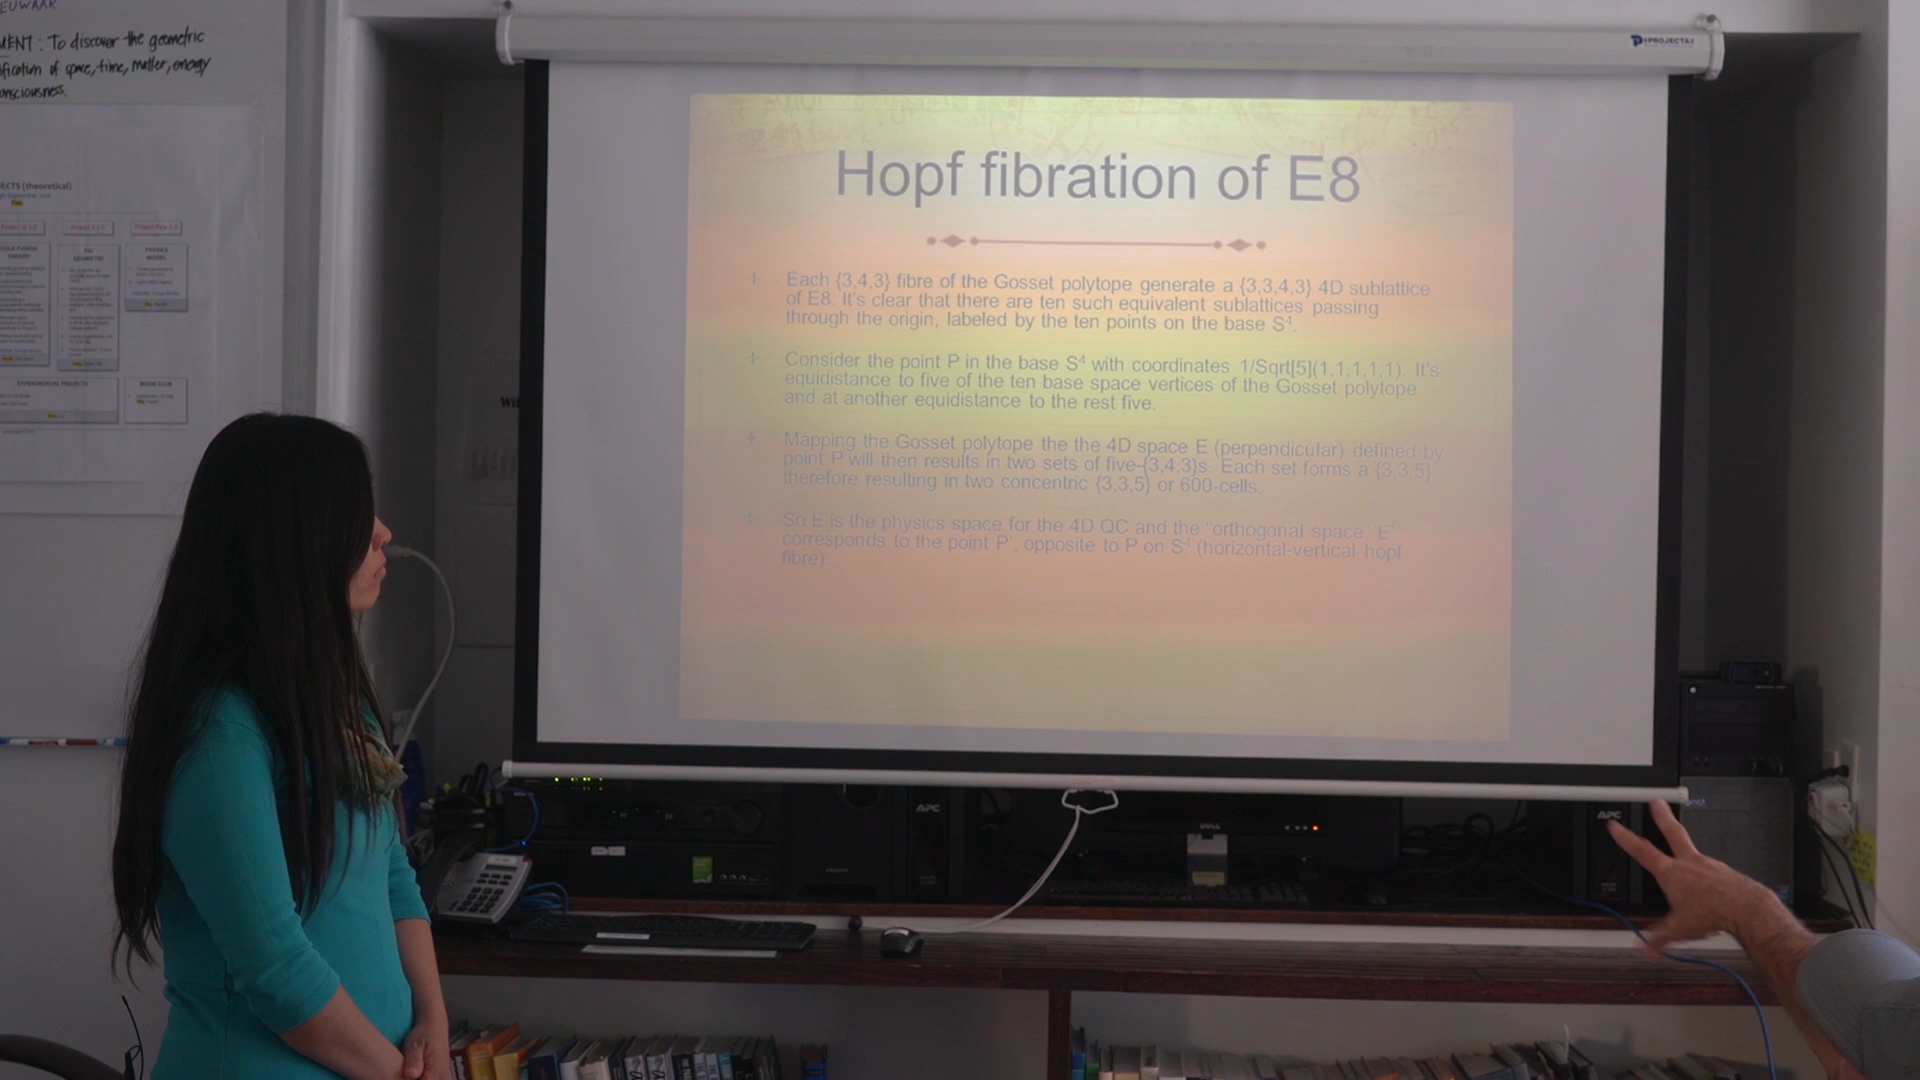 EUWAAK
MENT: To discover the geometric
ification of space, time, matter, energy
onsciousness.
JECTS (theoretical)
PHYSICS
MODEL
EXPERIMENTAL PROJECTS
BOOK CLUB
PROJECTA
Hopf fibration of E8
Each {3,4,3} fibre of the Gosset polytope generate a {3,3,4,3} 4D sublattice
of E8. It's clear that there are ten such equivalent sublattices passing
through the origin, labeled by the ten points on the base S⁴.
Consider the point P in the base S⁴ with coordinates 1/Sqrt[5](1,1,1,1,1). It's
equidistance to five of the ten base space vertices of the Gosset polytope
and at another equidistance to the rest five.
Mapping the Gosset polytope the the 4D space E (perpendicular) defined by
point P will then results in two sets of five-{3,4,3}s. Each set forms a {3,3,5}
therefore resulting in two concentric {3,3,5} or 600-cells.
So E is the physics space for the 4D QC and the "orthogonal space" E'
corresponds to the point P', opposite to P on S⁴ (horizontal-vertical hopf
fibre).
APC
DELL
APC